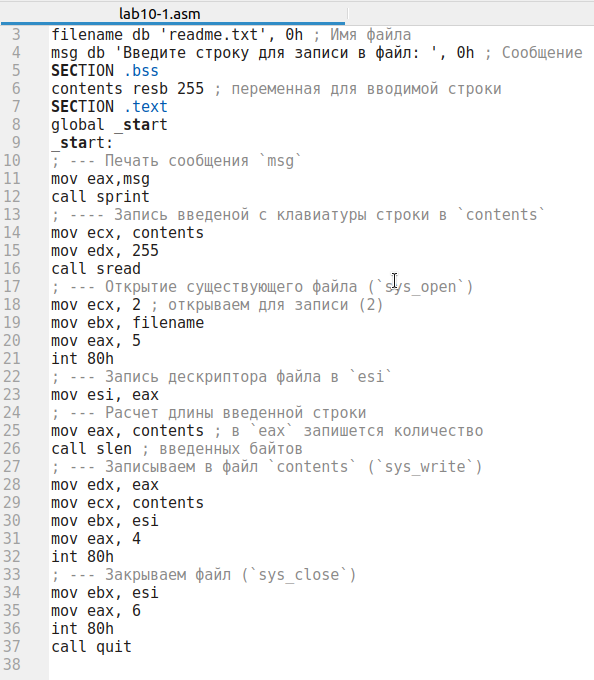 lab10-1.asm
3 filename db 'readme.txt', 0h ; Имя файла
4 msg db 'Введите строку для записи в файл: ', 0h ; Сообщение
5 SECTION .bss
6 contents resb 255 ; переменная для вводимой строки
7 SECTION .text
8 global _start
9 _start:
10 ; --- Печать сообщения `msg`
11 mov eax,msg
12 call sprint
13 ; ---- Запись введеной с клавиатуры строки в `contents`
14 mov ecx, contents
15 mov edx, 255
16 call sread
17 ; --- Открытие существующего файла (`sys_open`)
18 mov ecx, 2 ; открываем для записи (2)
19 mov ebx, filename
20 mov eax, 5
21 int 80h
22 ; --- Запись дескриптора файла в `esi`
23 mov esi, eax
24 ; --- Расчет длины введенной строки
25 mov eax, contents ; в `eax` запишется количество
26 call slen ; введенных байтов
27 ; --- Записываем в файл `contents` (`sys_write`)
28 mov edx, eax
29 mov ecx, contents
30 mov ebx, esi
31 mov eax, 4
32 int 80h
33 ; --- Закрываем файл (`sys_close`)
34 mov ebx, esi
35 mov eax, 6
36 int 80h
37 call quit
38